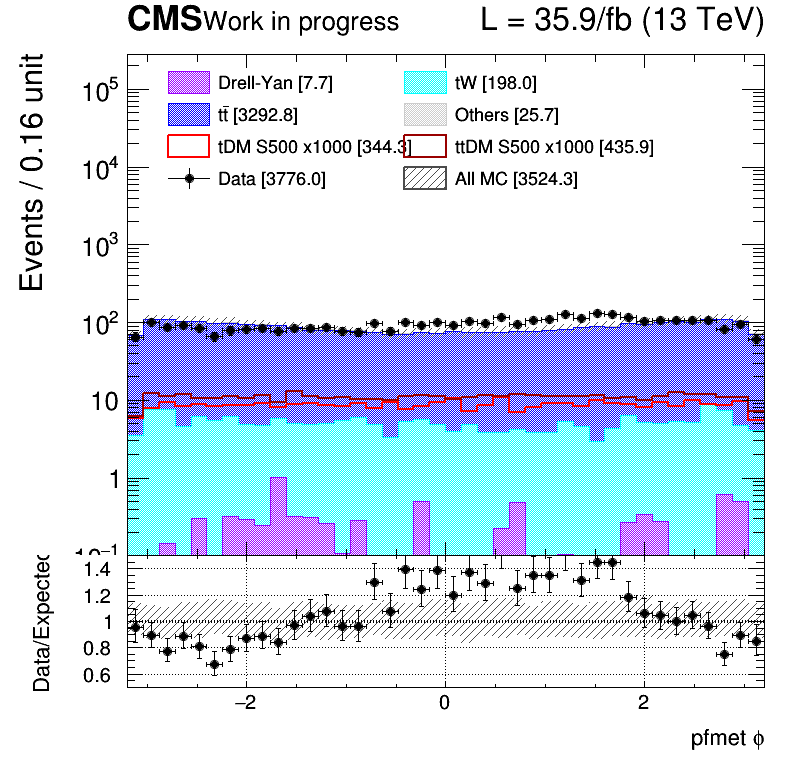 CMS Work in progress L = 35.9/fb (13 TeV)
Events / 0.16 unit
10⁵
10⁴
10³
10²
10
1
10⁻¹
Drell-Yan [7.7] tW [198.0]
tt̄ [3292.8] Others [25.7]
tDM S500 x1000 [344.3] ttDM S500 x1000 [435.9]
Data [3776.0] All MC [3524.3]
Data/Expected
1.4
1.2
1
0.8
0.6
−2 0 2
pfmet ϕ